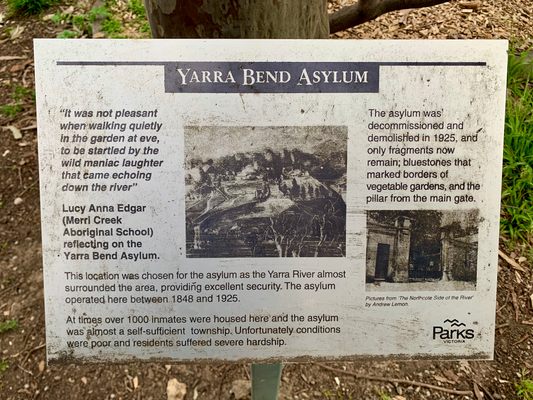 YARRA BEND ASYLUM
"It was not pleasant
when walking quietly
in the garden at eve,
to be startled by the
wild maniac laughter
that came echoing
down the river"
Lucy Anna Edgar
(Merri Creek
Aboriginal School)
reflecting on the
Yarra Bend Asylum.
The asylum was'
decommissioned and
demolished in 1925, and
only fragments now
remain; bluestones that
marked borders of
vegetable gardens, and the
pillar from the main gate.
Pictures from 'The Northcote Side of the River'
by Andrew Lemon.
This location was chosen for the asylum as the Yarra River almost
surrounded the area, providing excellent security. The asylum
operated here between 1848 and 1925.
At times over 1000 inmates were housed here and the asylum
was almost a self-sufficient township. Unfortunately conditions
were poor and residents suffered severe hardship.
Parks
VICTORIA